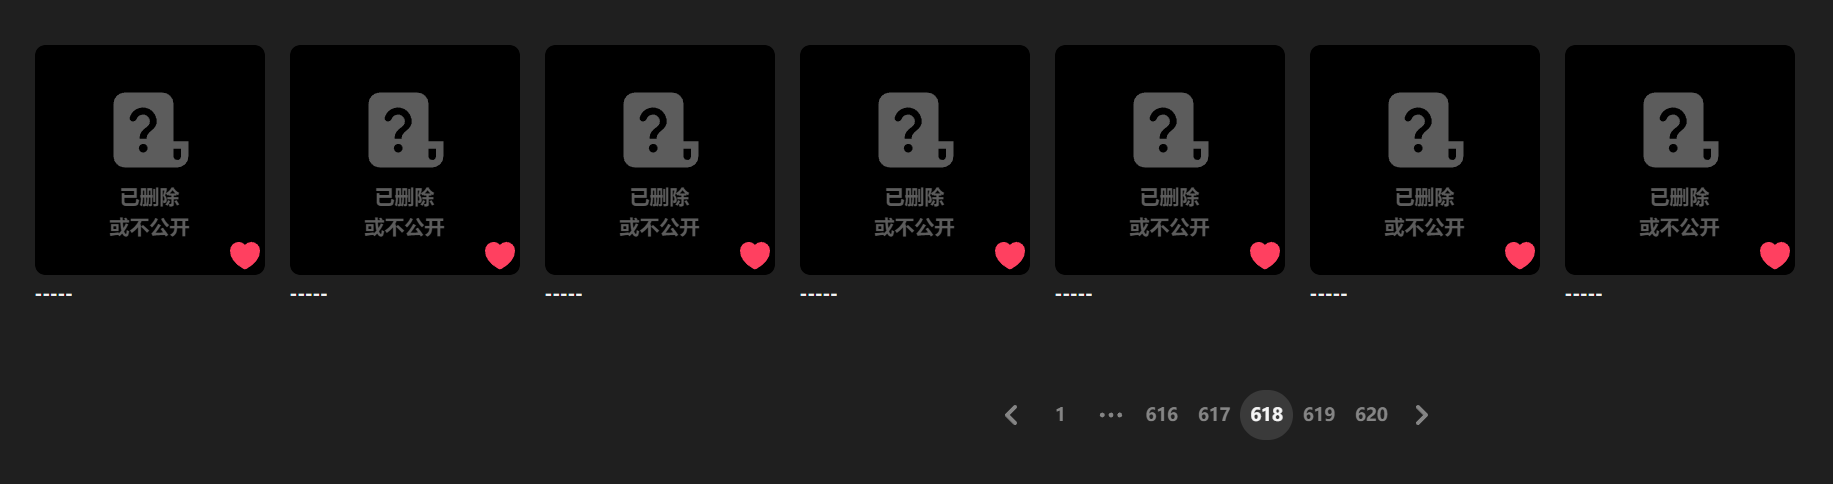 ?
?
?
?
?
?
?
已删除
或不公开
已删除
或不公开
已删除
或不公开
已删除
或不公开
已删除
或不公开
已删除
或不公开
已删除
或不公开
----- ----- ----- ----- ----- ----- -----
1 ••• 616 617 618 619 620